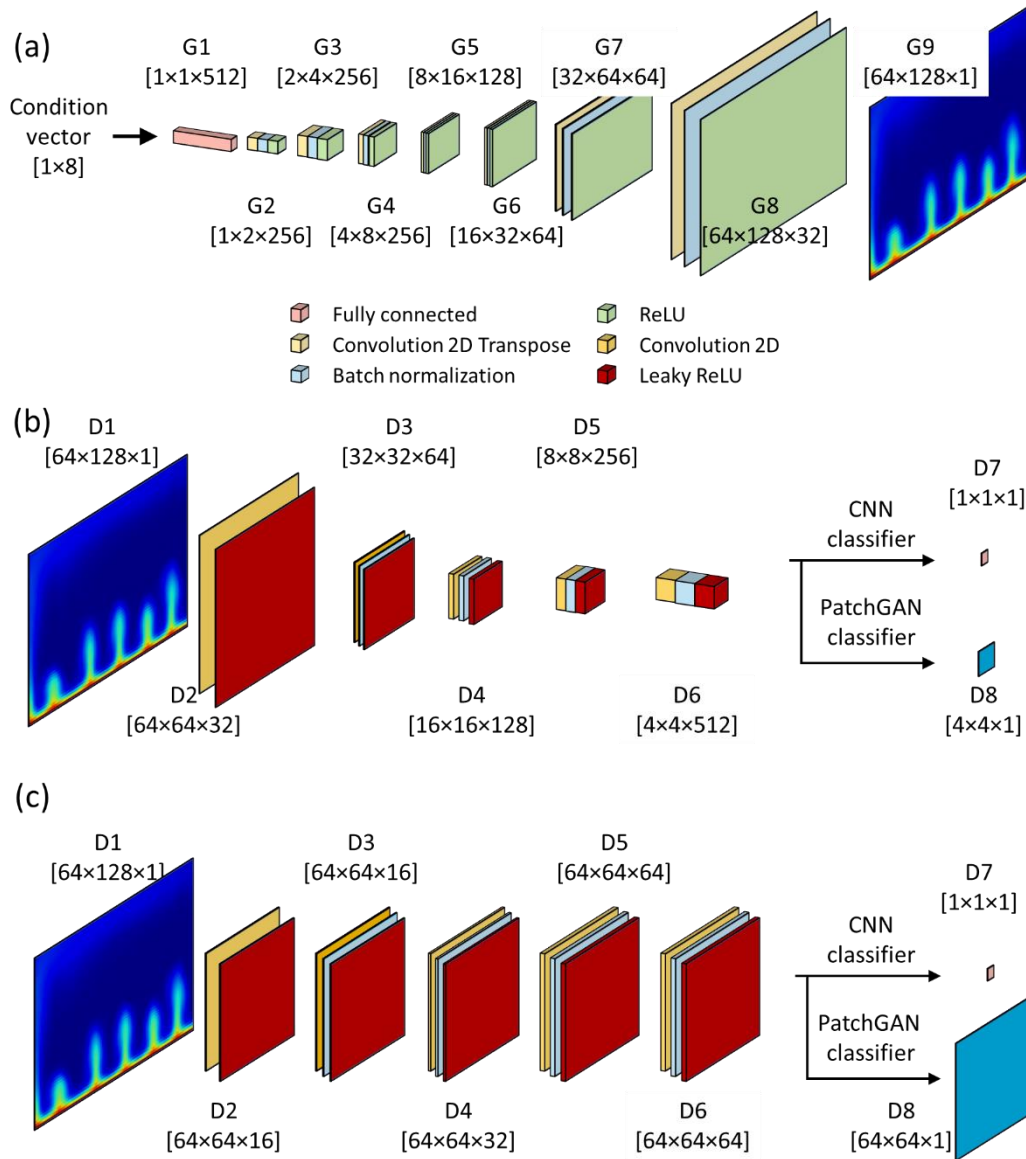 (a)
G1
[1×1×512]
G3
[2×4×256]
G5
[8×16×128]
G7
[32×64×64]
G9
[64×128×1]
Condition
vector
[1×8]
G2
[1×2×256]
G4
[4×8×256]
G6
[16×32×64]
G8
[64×128×32]
Fully connected
ReLU
Convolution 2D Transpose
Convolution 2D
Batch normalization
Leaky ReLU
(b)
D1
[64×128×1]
D3
[32×32×64]
D5
[8×8×256]
D7
[1×1×1]
CNN
classifier
PatchGAN
classifier
D2
[64×64×32]
D4
[16×16×128]
D6
[4×4×512]
D8
[4×4×1]
(c)
D1
[64×128×1]
D3
[64×64×16]
D5
[64×64×64]
D7
[1×1×1]
CNN
classifier
PatchGAN
classifier
D2
[64×64×16]
D4
[64×64×32]
D6
[64×64×64]
D8
[64×64×1]